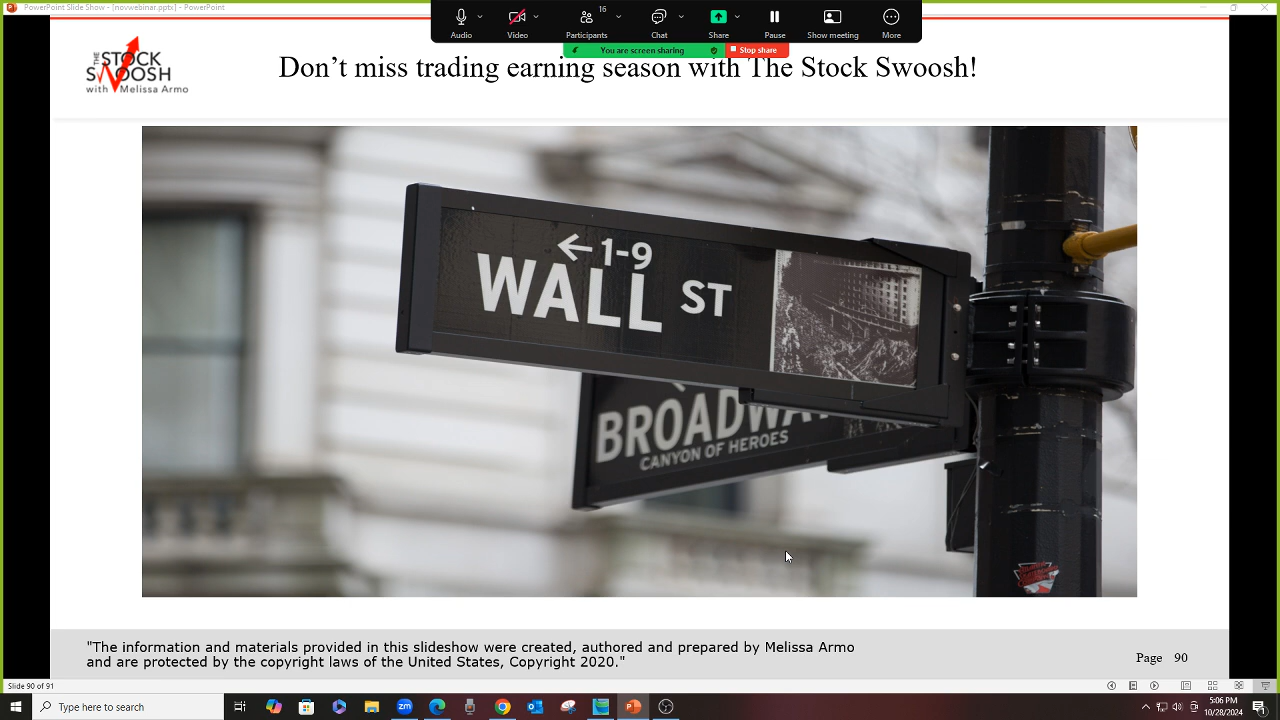 PowerPoint Slide Show - [novwebinar.pptx] - PowerPoint
16
Audio
Video
Participants
Chat
Share
Pause
Show meeting
More
You are screen sharing
Stop share
THE STOCK
SWOOSH
with Melissa Armo
Don’t miss trading earning season with The Stock Swoosh!
←1-9
WALL ST
BROADWAY
CANYON OF HEROES
"The information and materials provided in this slideshow were created, authored and prepared by Melissa Armo
and are protected by the copyright laws of the United States, Copyright 2020."
Page 90
Slide 90 of 91
Type here to search
zm
5:06 PM
10/28/2024